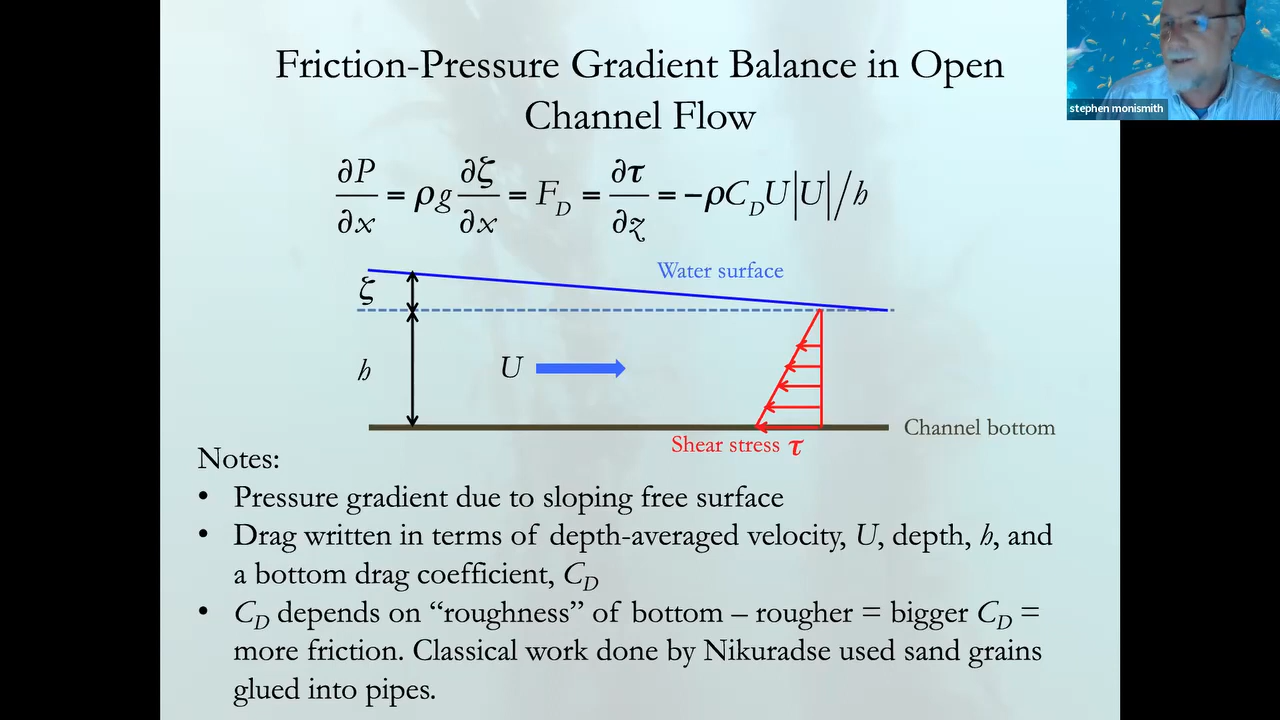 Friction-Pressure Gradient Balance in Open
Channel Flow
stephen monismith
∂P/∂x = ρg ∂ζ/∂x = F_D = ∂τ/∂z = −ρC_D U|U|/h
Water surface
ζ
h
U
Channel bottom
Shear stress τ
Notes:
• Pressure gradient due to sloping free surface
• Drag written in terms of depth-averaged velocity, U, depth, h, and
a bottom drag coefficient, C_D
• C_D depends on “roughness” of bottom – rougher = bigger C_D =
more friction. Classical work done by Nikuradse used sand grains
glued into pipes.